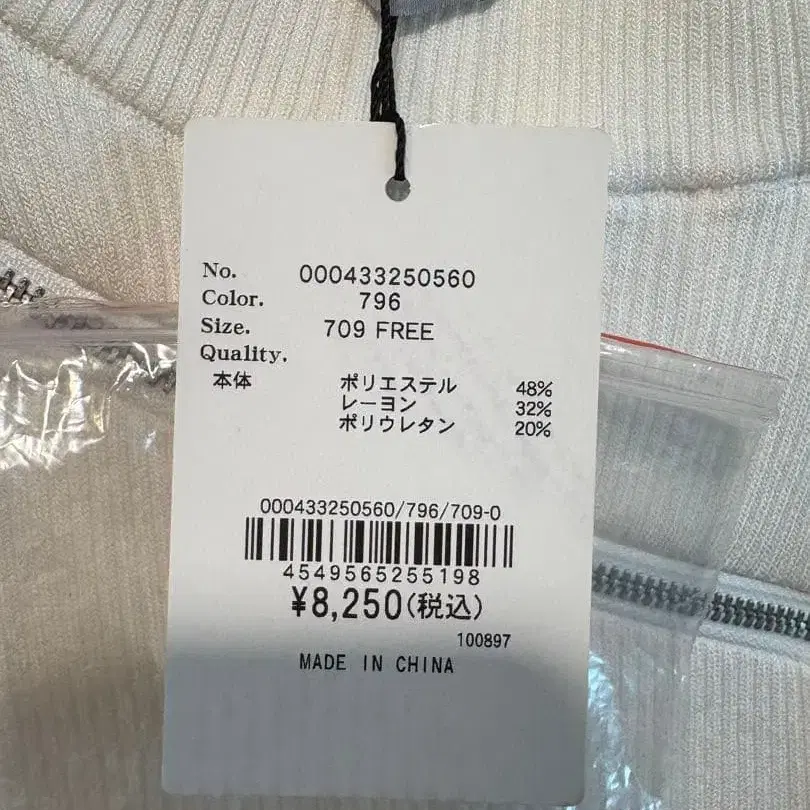 No. 000433250560
Color. 796
Size. 709 FREE
Quality.
本体 ポリエステル 48%
レーヨン 32%
ポリウレタン 20%
000433250560/796/709-0
4549565255198
¥8,250(税込)
100897
MADE IN CHINA